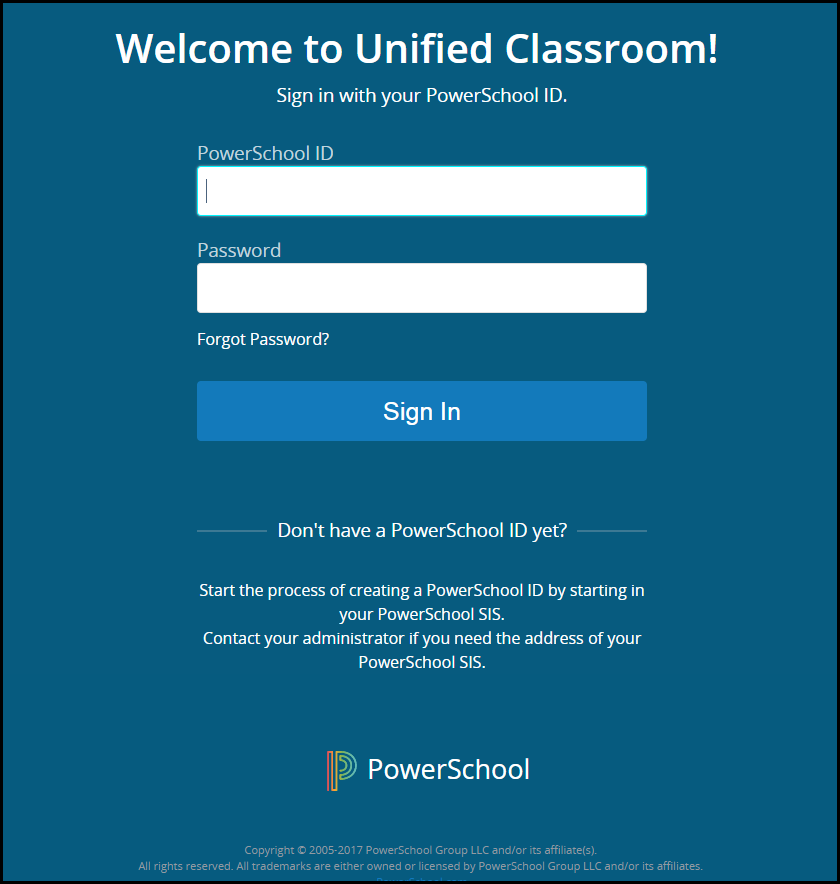 Welcome to Unified Classroom!
Sign in with your PowerSchool ID.
PowerSchool ID
Password
Forgot Password?
Sign In
Don't have a PowerSchool ID yet?
Start the process of creating a PowerSchool ID by starting in
your PowerSchool SIS.
Contact your administrator if you need the address of your
PowerSchool SIS.
PowerSchool
Copyright © 2005-2017 PowerSchool Group LLC and/or its affiliate(s).
All rights reserved. All trademarks are either owned or licensed by PowerSchool Group LLC and/or its affiliates.